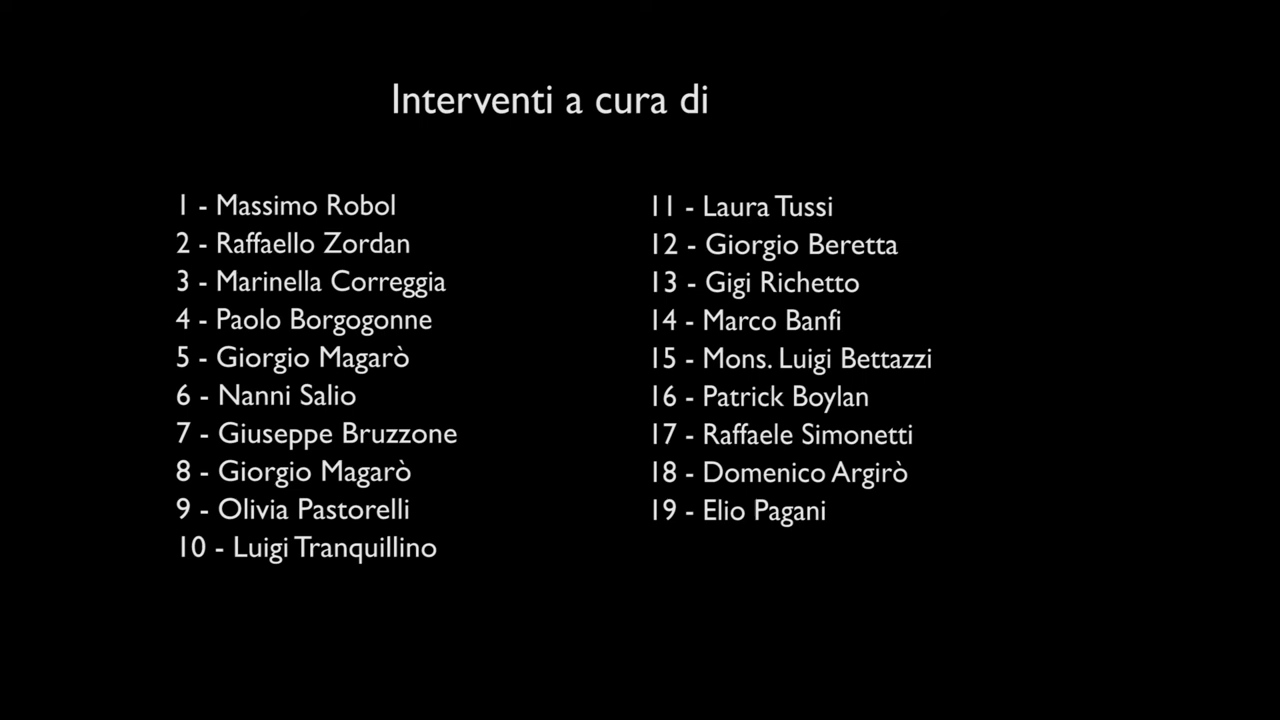 Interventi a cura di
1 - Massimo Robol
2 - Raffaello Zordan
3 - Marinella Correggia
4 - Paolo Borgogonne
5 - Giorgio Magarò
6 - Nanni Salio
7 - Giuseppe Bruzzone
8 - Giorgio Magarò
9 - Olivia Pastorelli
10 - Luigi Tranquillino
11 - Laura Tussi
12 - Giorgio Beretta
13 - Gigi Richetto
14 - Marco Banfi
15 - Mons. Luigi Bettazzi
16 - Patrick Boylan
17 - Raffaele Simonetti
18 - Domenico Argirò
19 - Elio Pagani